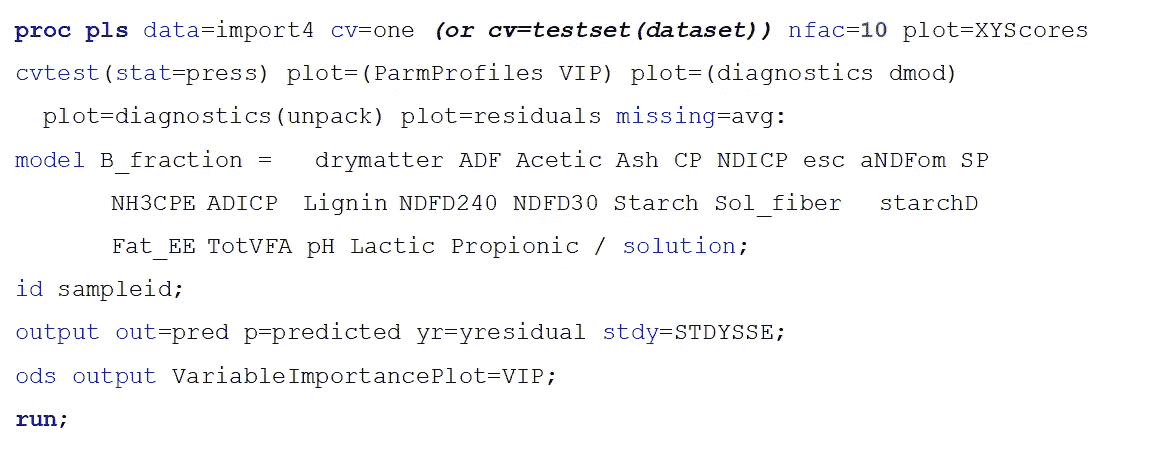 proc pls data=import4 cv=one (or cv=testset(dataset)) nfac=10 plot=XYScores
cvtest(stat=press) plot=(ParmProfiles VIP) plot=(diagnostics dmod)
plot=diagnostics(unpack) plot=residuals missing=avg:
model B_fraction = drymatter ADF Acetic Ash CP NDICP esc aNDFom SP
NH3CPE ADICP Lignin NDFD240 NDFD30 Starch Sol_fiber starchD
Fat_EE TotVFA pH Lactic Propionic / solution;
id sampleid;
output out=pred p=predicted yr=yresidual stdy=STDYSSE;
ods output VariableImportancePlot=VIP;
run;